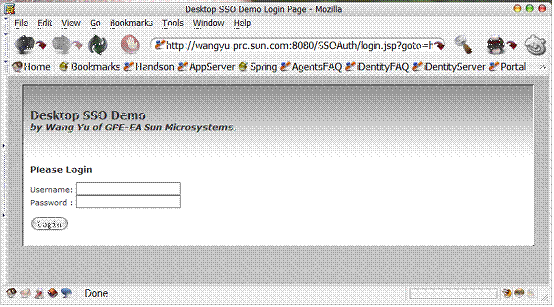 Desktop SSO Demo Login Page - Mozilla
File Edit View Go Bookmarks Tools Window Help
http://wangyu.prc.sun.com:8080/SSOAuth/login.jsp?goto=h
Home Bookmarks Handson AppServer Spring AgentsFAQ iDentityFAQ iDentityServer Portal
Desktop SSO Demo
by Wang Yu of GPE-EA Sun Microsystems
Please Login
Username:
Password :
Login
Done